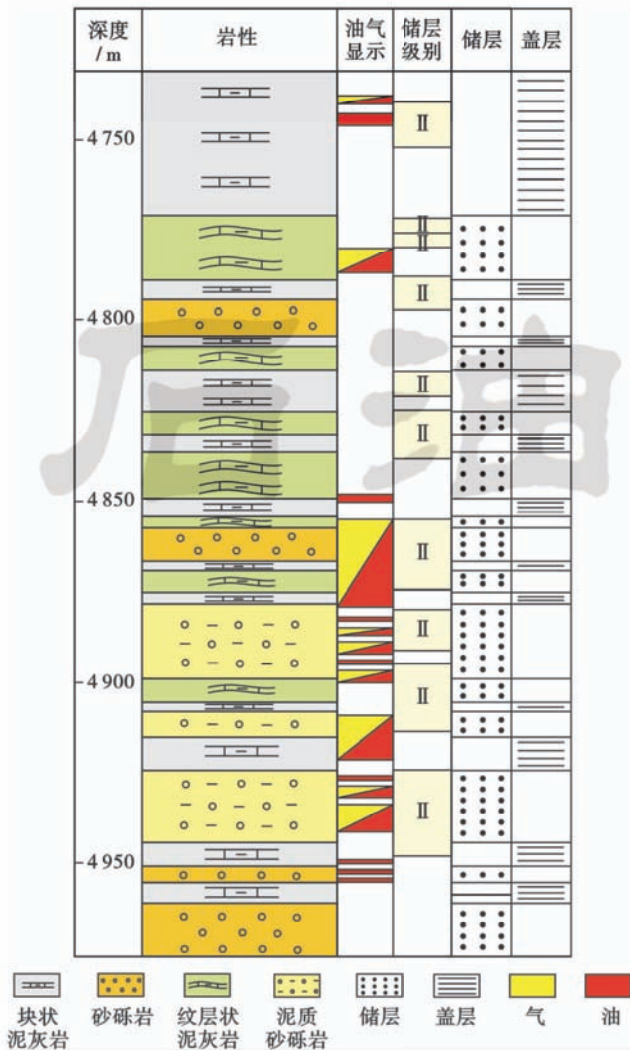 深度
/m
岩性
油气
显示
储层
级别
储层
盖层
4 750
4 800
4 850
4 900
4 950
II
II
II
II
II
II
II
II
II
II
石油
块状
泥灰岩
砂砾岩
纹层状
泥灰岩
泥质
砂砾岩
储层
盖层
气
油